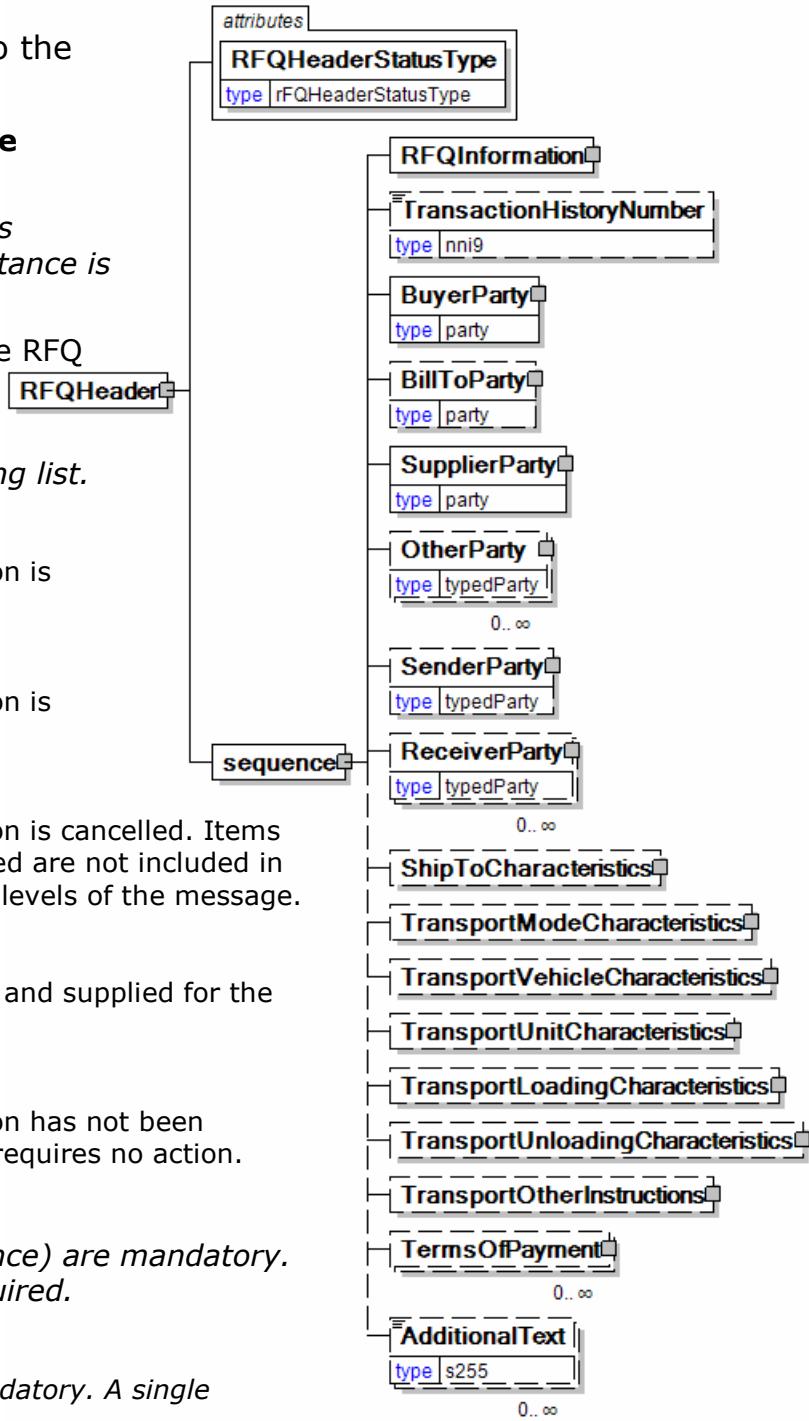 o the
e
s
tance is
e RFQ
ng list.
on is
on is
on is cancelled. Items
ed are not included in
levels of the message.
and supplied for the
on has not been
requires no action.
nce) are mandatory.
uired.
datory. A single
attributes
RFQHeaderStatusType
type rFQHeaderStatusType
RFQHeader
sequence
RFQInformation
TransactionHistoryNumber
type nni9
BuyerParty
type party
BillToParty
type party
SupplierParty
type party
OtherParty
type typedParty
0.. ∞
SenderParty
type typedParty
ReceiverParty
type typedParty
0.. ∞
ShipToCharacteristics
TransportModeCharacteristics
TransportVehicleCharacteristics
TransportUnitCharacteristics
TransportLoadingCharacteristics
TransportUnloadingCharacteristics
TransportOtherInstructions
TermsOfPayment
0.. ∞
AdditionalText
type s255
0.. ∞